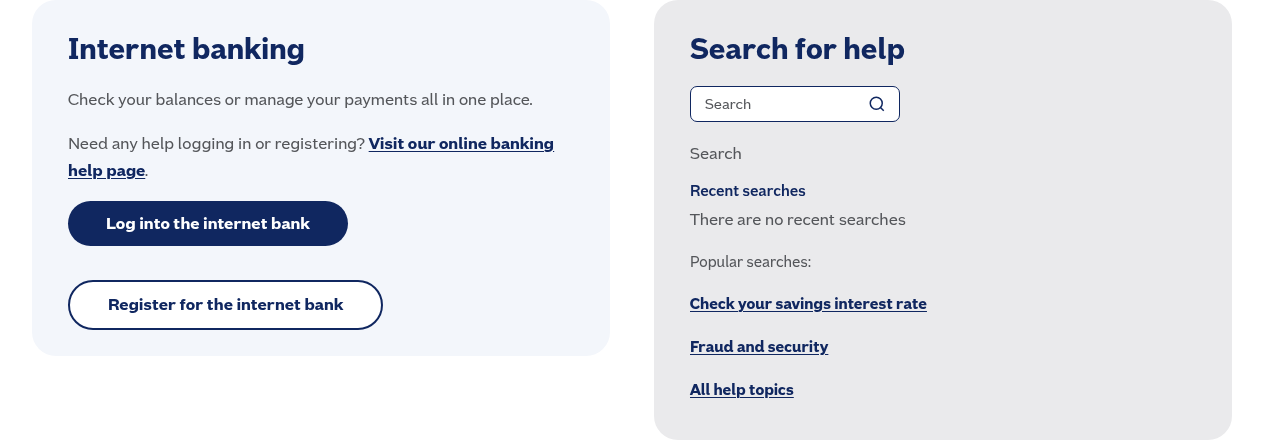 Internet banking
Check your balances or manage your payments all in one place.
Need any help logging in or registering? Visit our online banking
help page.
Log into the internet bank
Register for the internet bank
Search for help
Search
Search
Recent searches
There are no recent searches
Popular searches:
Check your savings interest rate
Fraud and security
All help topics